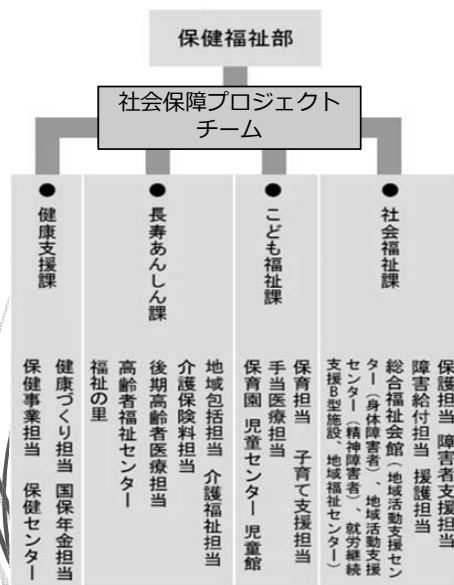 保健福祉部
社会保障プロジェクト
チーム
●社会福祉課
保護担当 障害者支援担当
障害給付担当 援護担当
総合福祉会館（地域活動支援セン
ター（身体障害者）、地域活動支援
センター（精神障害者）、就労継続
支援B型施設、地域福祉センター）
●こども福祉課
保育担当 子育て支援担当
手当医療担当
保育園 児童センター 児童館
●長寿あんしん課
地域包括担当 介護福祉担当
介護保険料担当
後期高齢者医療担当
高齢者福祉センター
福祉の里
●健康支援課
健康づくり担当 国保年金担当
保健事業担当 保健センター